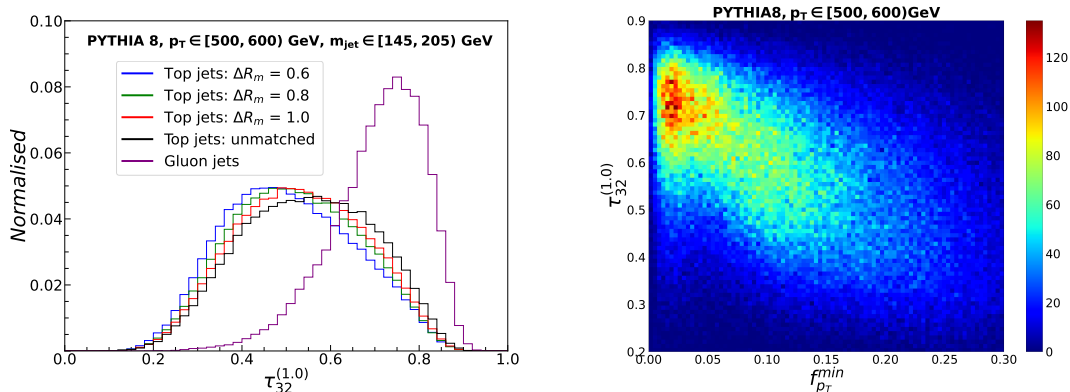 PYTHIA 8, p_T ∈ [500, 600) GeV, m_jet ∈ [145, 205) GeV
Top jets: ΔR_m = 0.6
Top jets: ΔR_m = 0.8
Top jets: ΔR_m = 1.0
Top jets: unmatched
Gluon jets
Normalised
0.10
0.08
0.06
0.04
0.02
0.0 0.2 0.4 0.6 0.8 1.0
τ_32^(1.0)
PYTHIA8, p_T ∈ [500, 600)GeV
τ_32^(1.0)
0.9
0.8
0.7
0.6
0.5
0.4
0.3
0.2
0.00 0.05 0.10 0.15 0.20 0.25 0.30
f_{p_T}^{min}
120
100
80
60
40
20
0